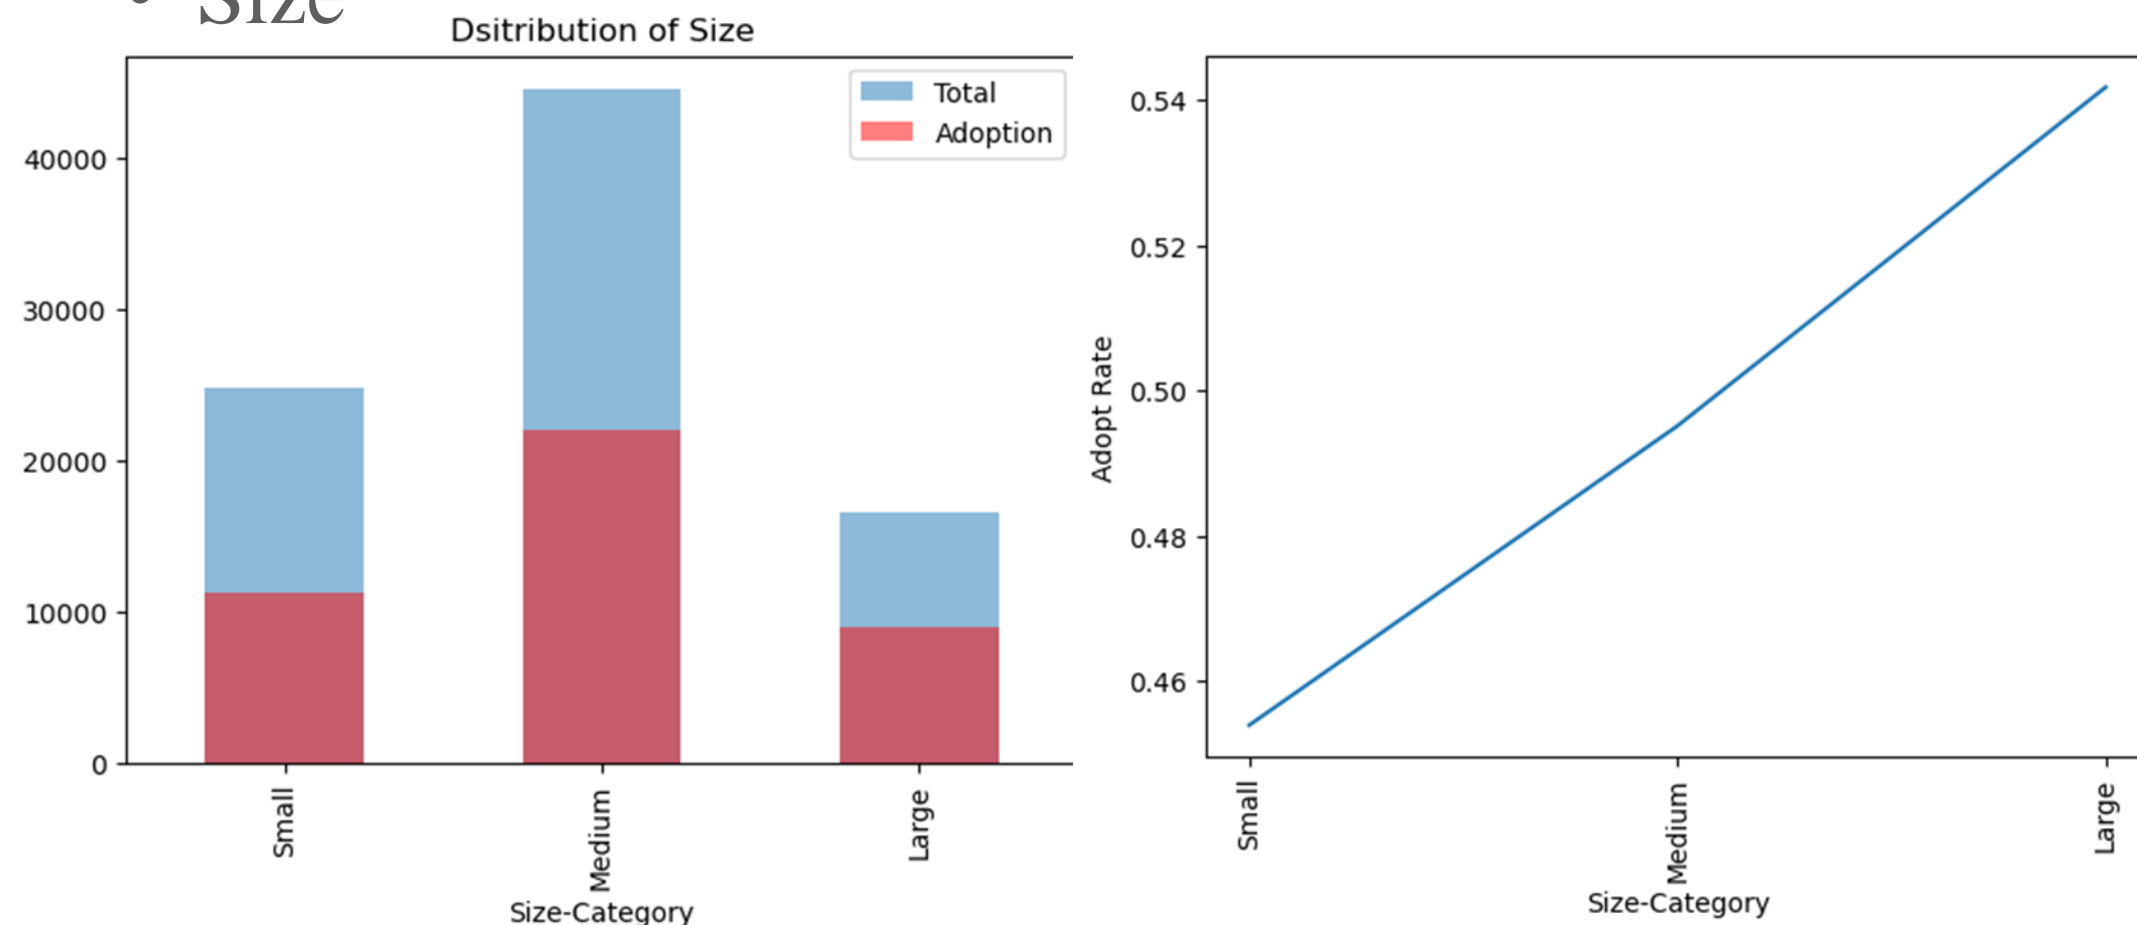 • Size
Dsitribution of Size
Total
Adoption
40000
30000
20000
10000
0
Small
Medium
Large
Size-Category
0.54
0.52
0.50
0.48
0.46
Adopt Rate
Small
Medium
Large
Size-Category